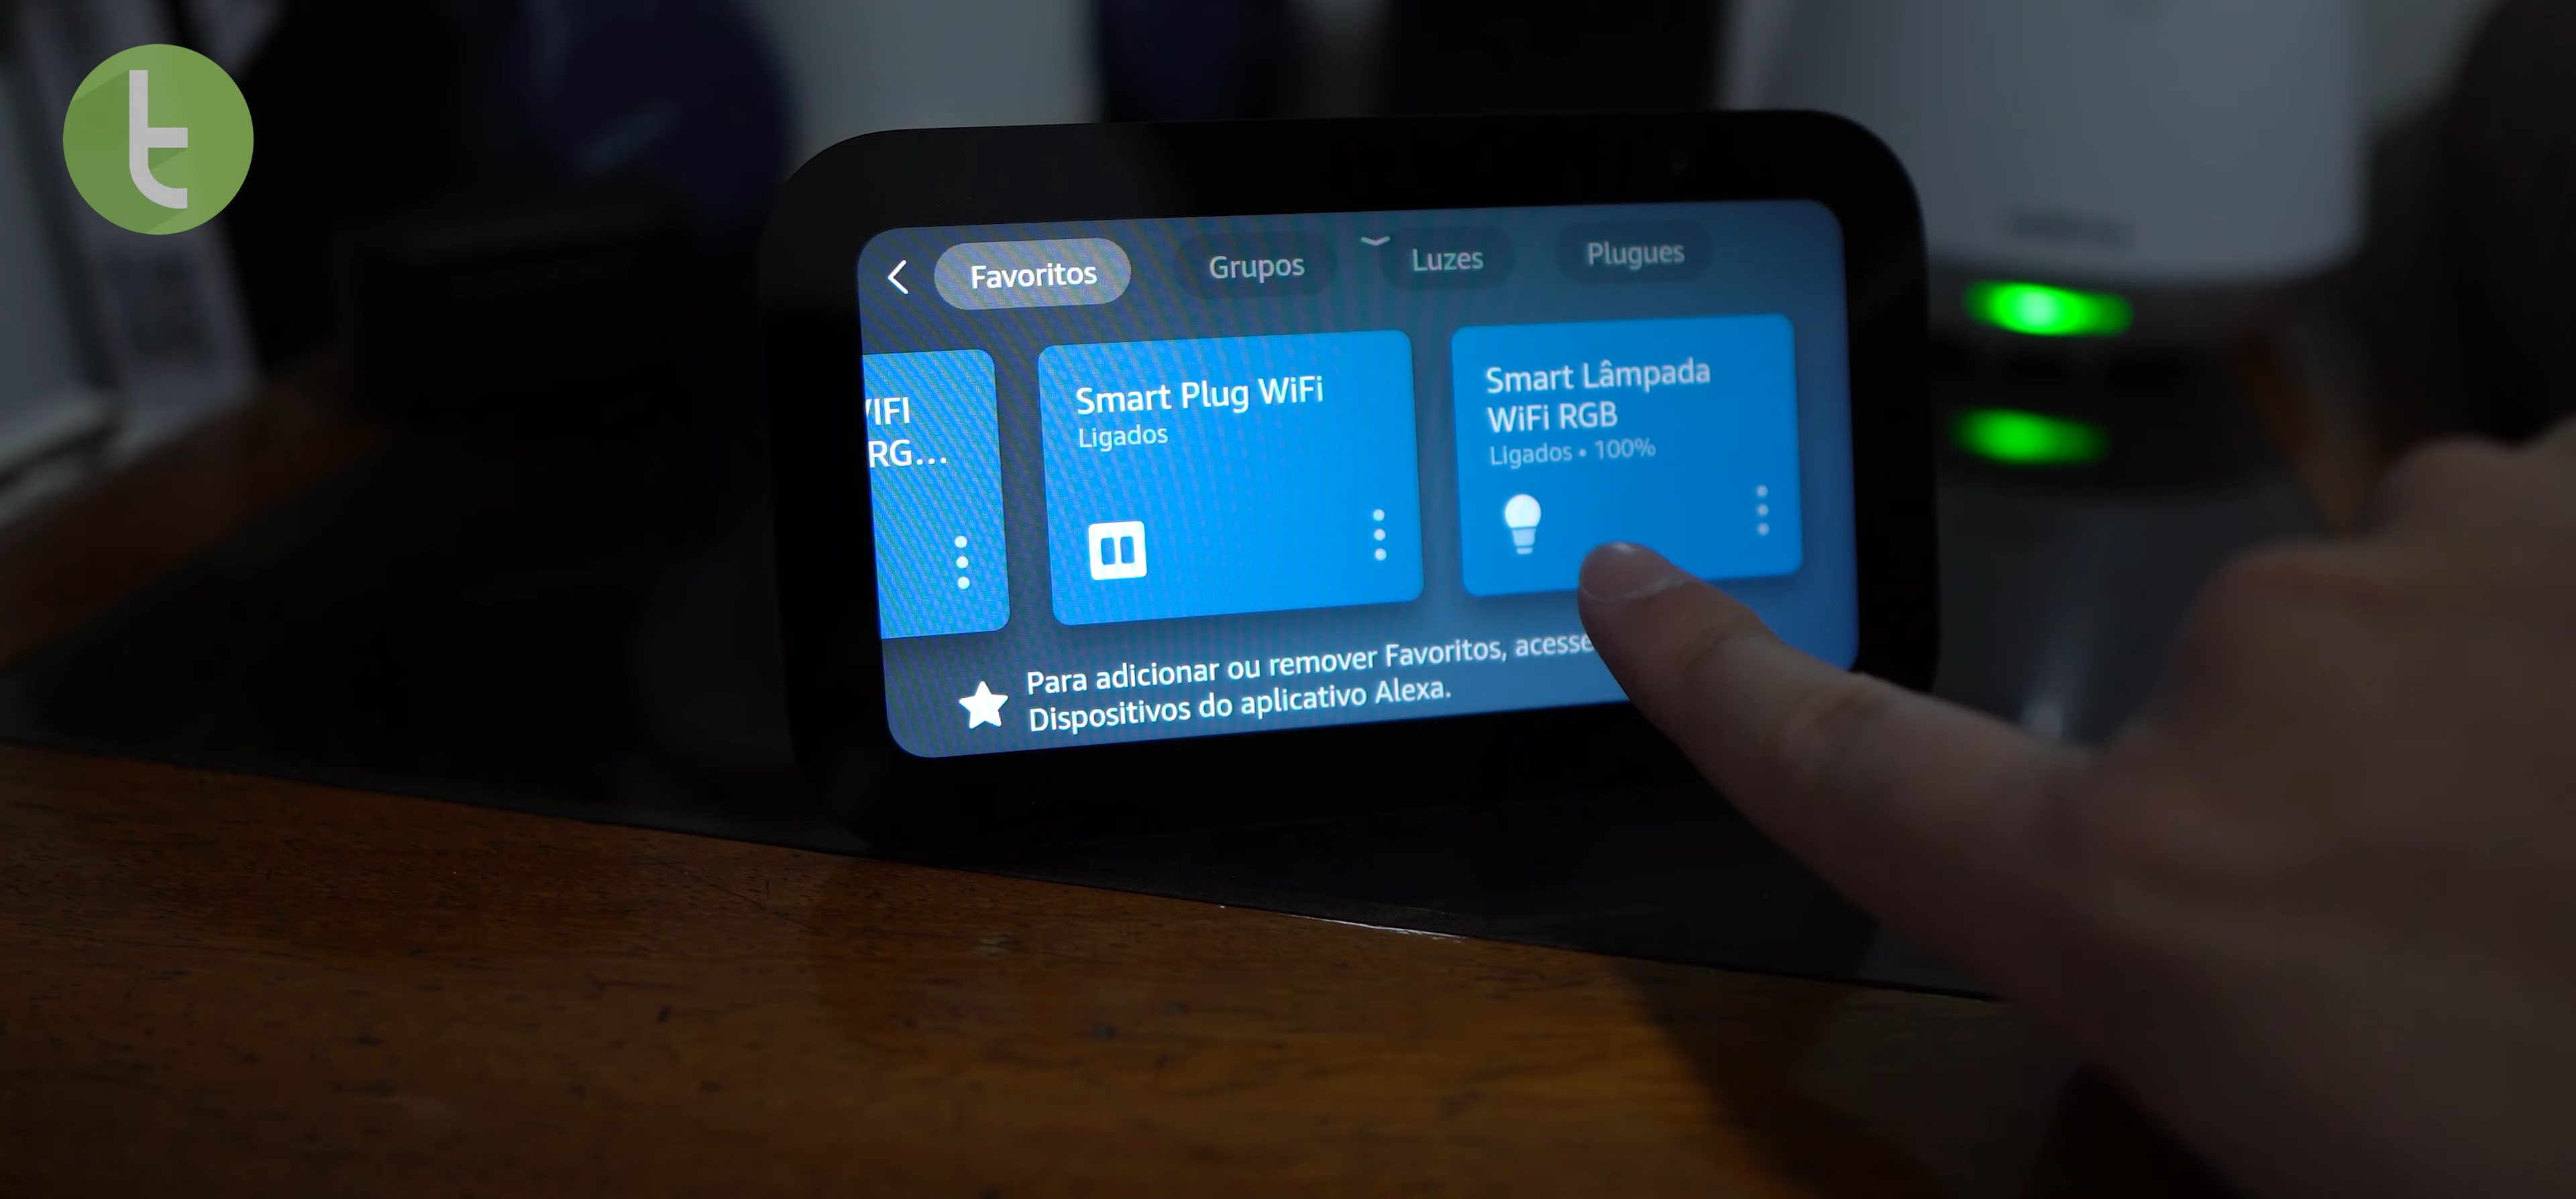 t
Favoritos
Grupos
Luzes
Plugues
/IFI
RG...
Smart Plug WiFi
Ligados
Smart Lâmpada
WiFi RGB
Ligados • 100%
Para adicionar ou remover Favoritos, acesse
Dispositivos do aplicativo Alexa.